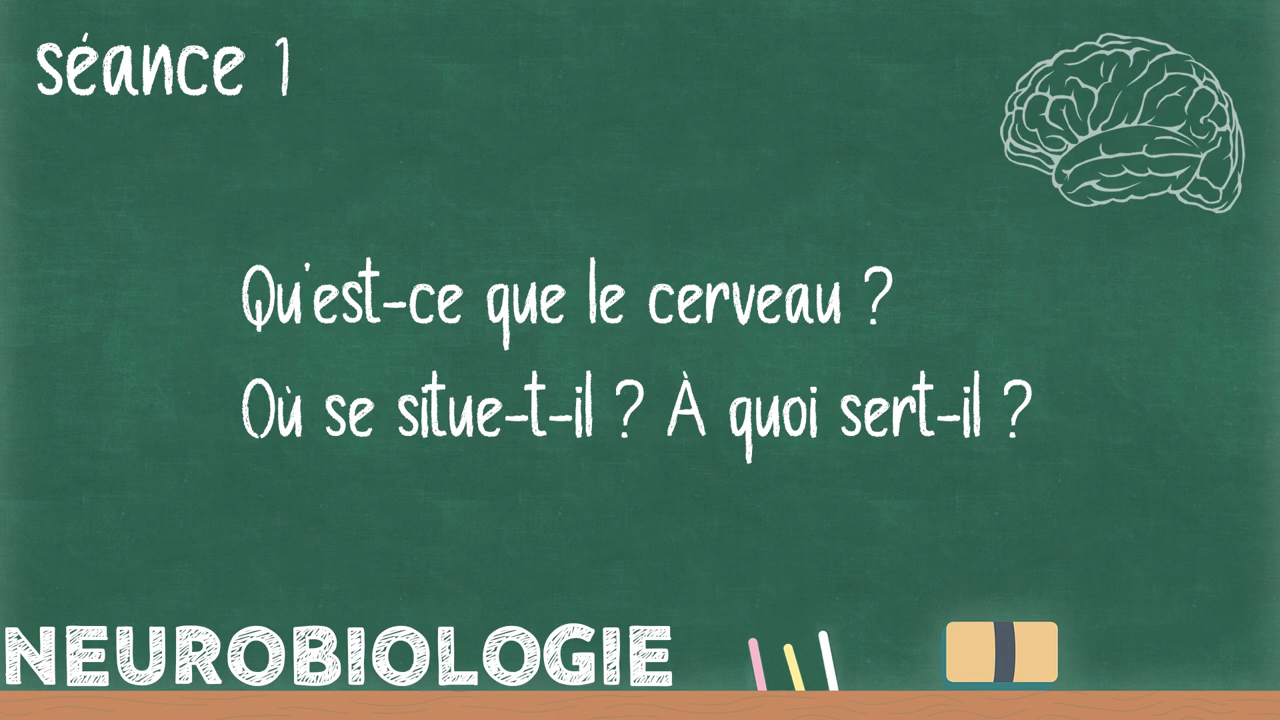 séance 1
Qu'est-ce que le cerveau ?
Où se situe-t-il ? À quoi sert-il ?
NEUROBIOLOGIE